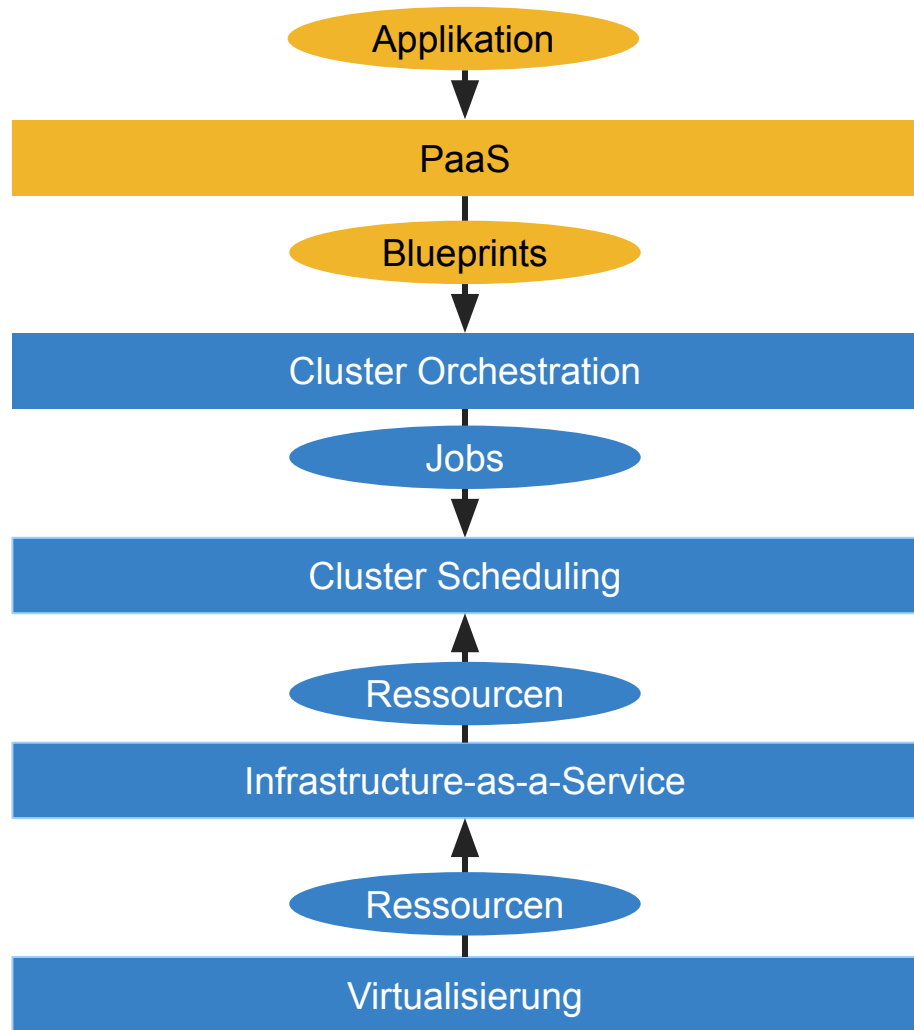 Applikation
PaaS
Blueprints
Cluster Orchestration
Jobs
Cluster Scheduling
Ressourcen
Infrastructure-as-a-Service
Ressourcen
Virtualisierung